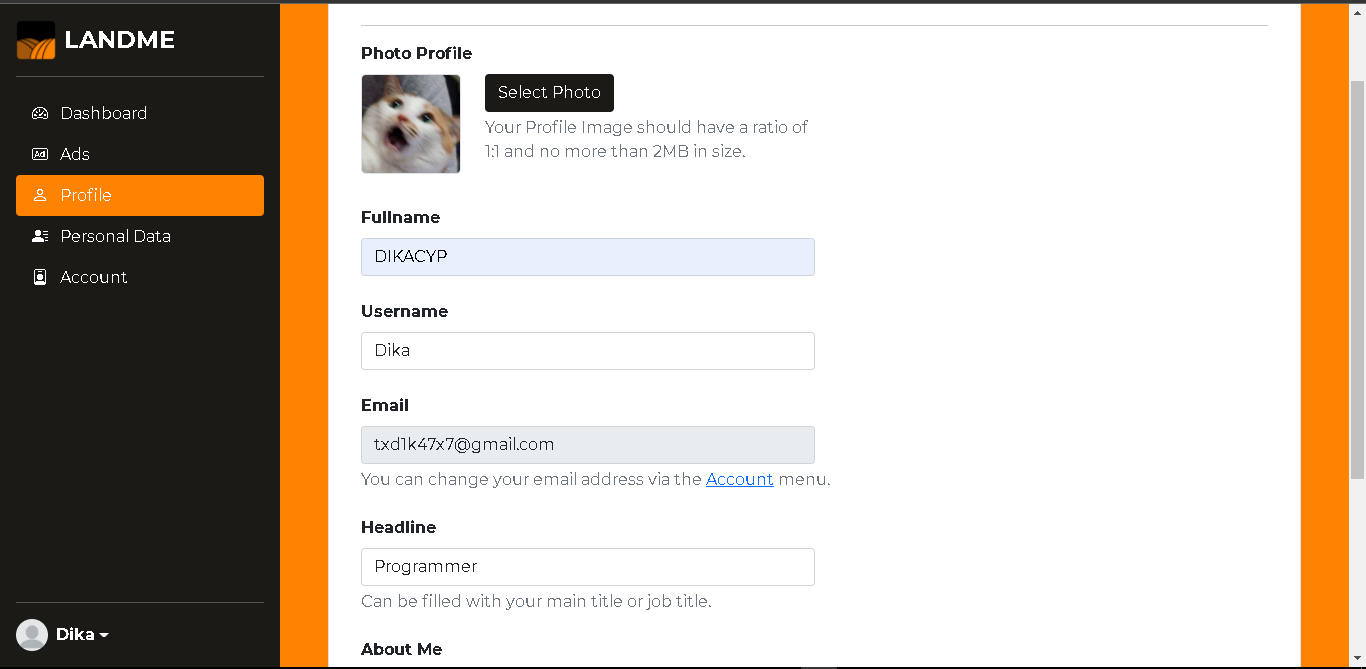 LANDME
Dashboard
Ad Ads
Profile
Personal Data
Account
Dika
Photo Profile
Select Photo
Your Profile Image should have a ratio of
1:1 and no more than 2MB in size.
Fullname
DIKACYP
Username
Dika
Email
txd1k47x7@gmail.com
You can change your email address via the Account menu.
Headline
Programmer
Can be filled with your main title or job title.
About Me